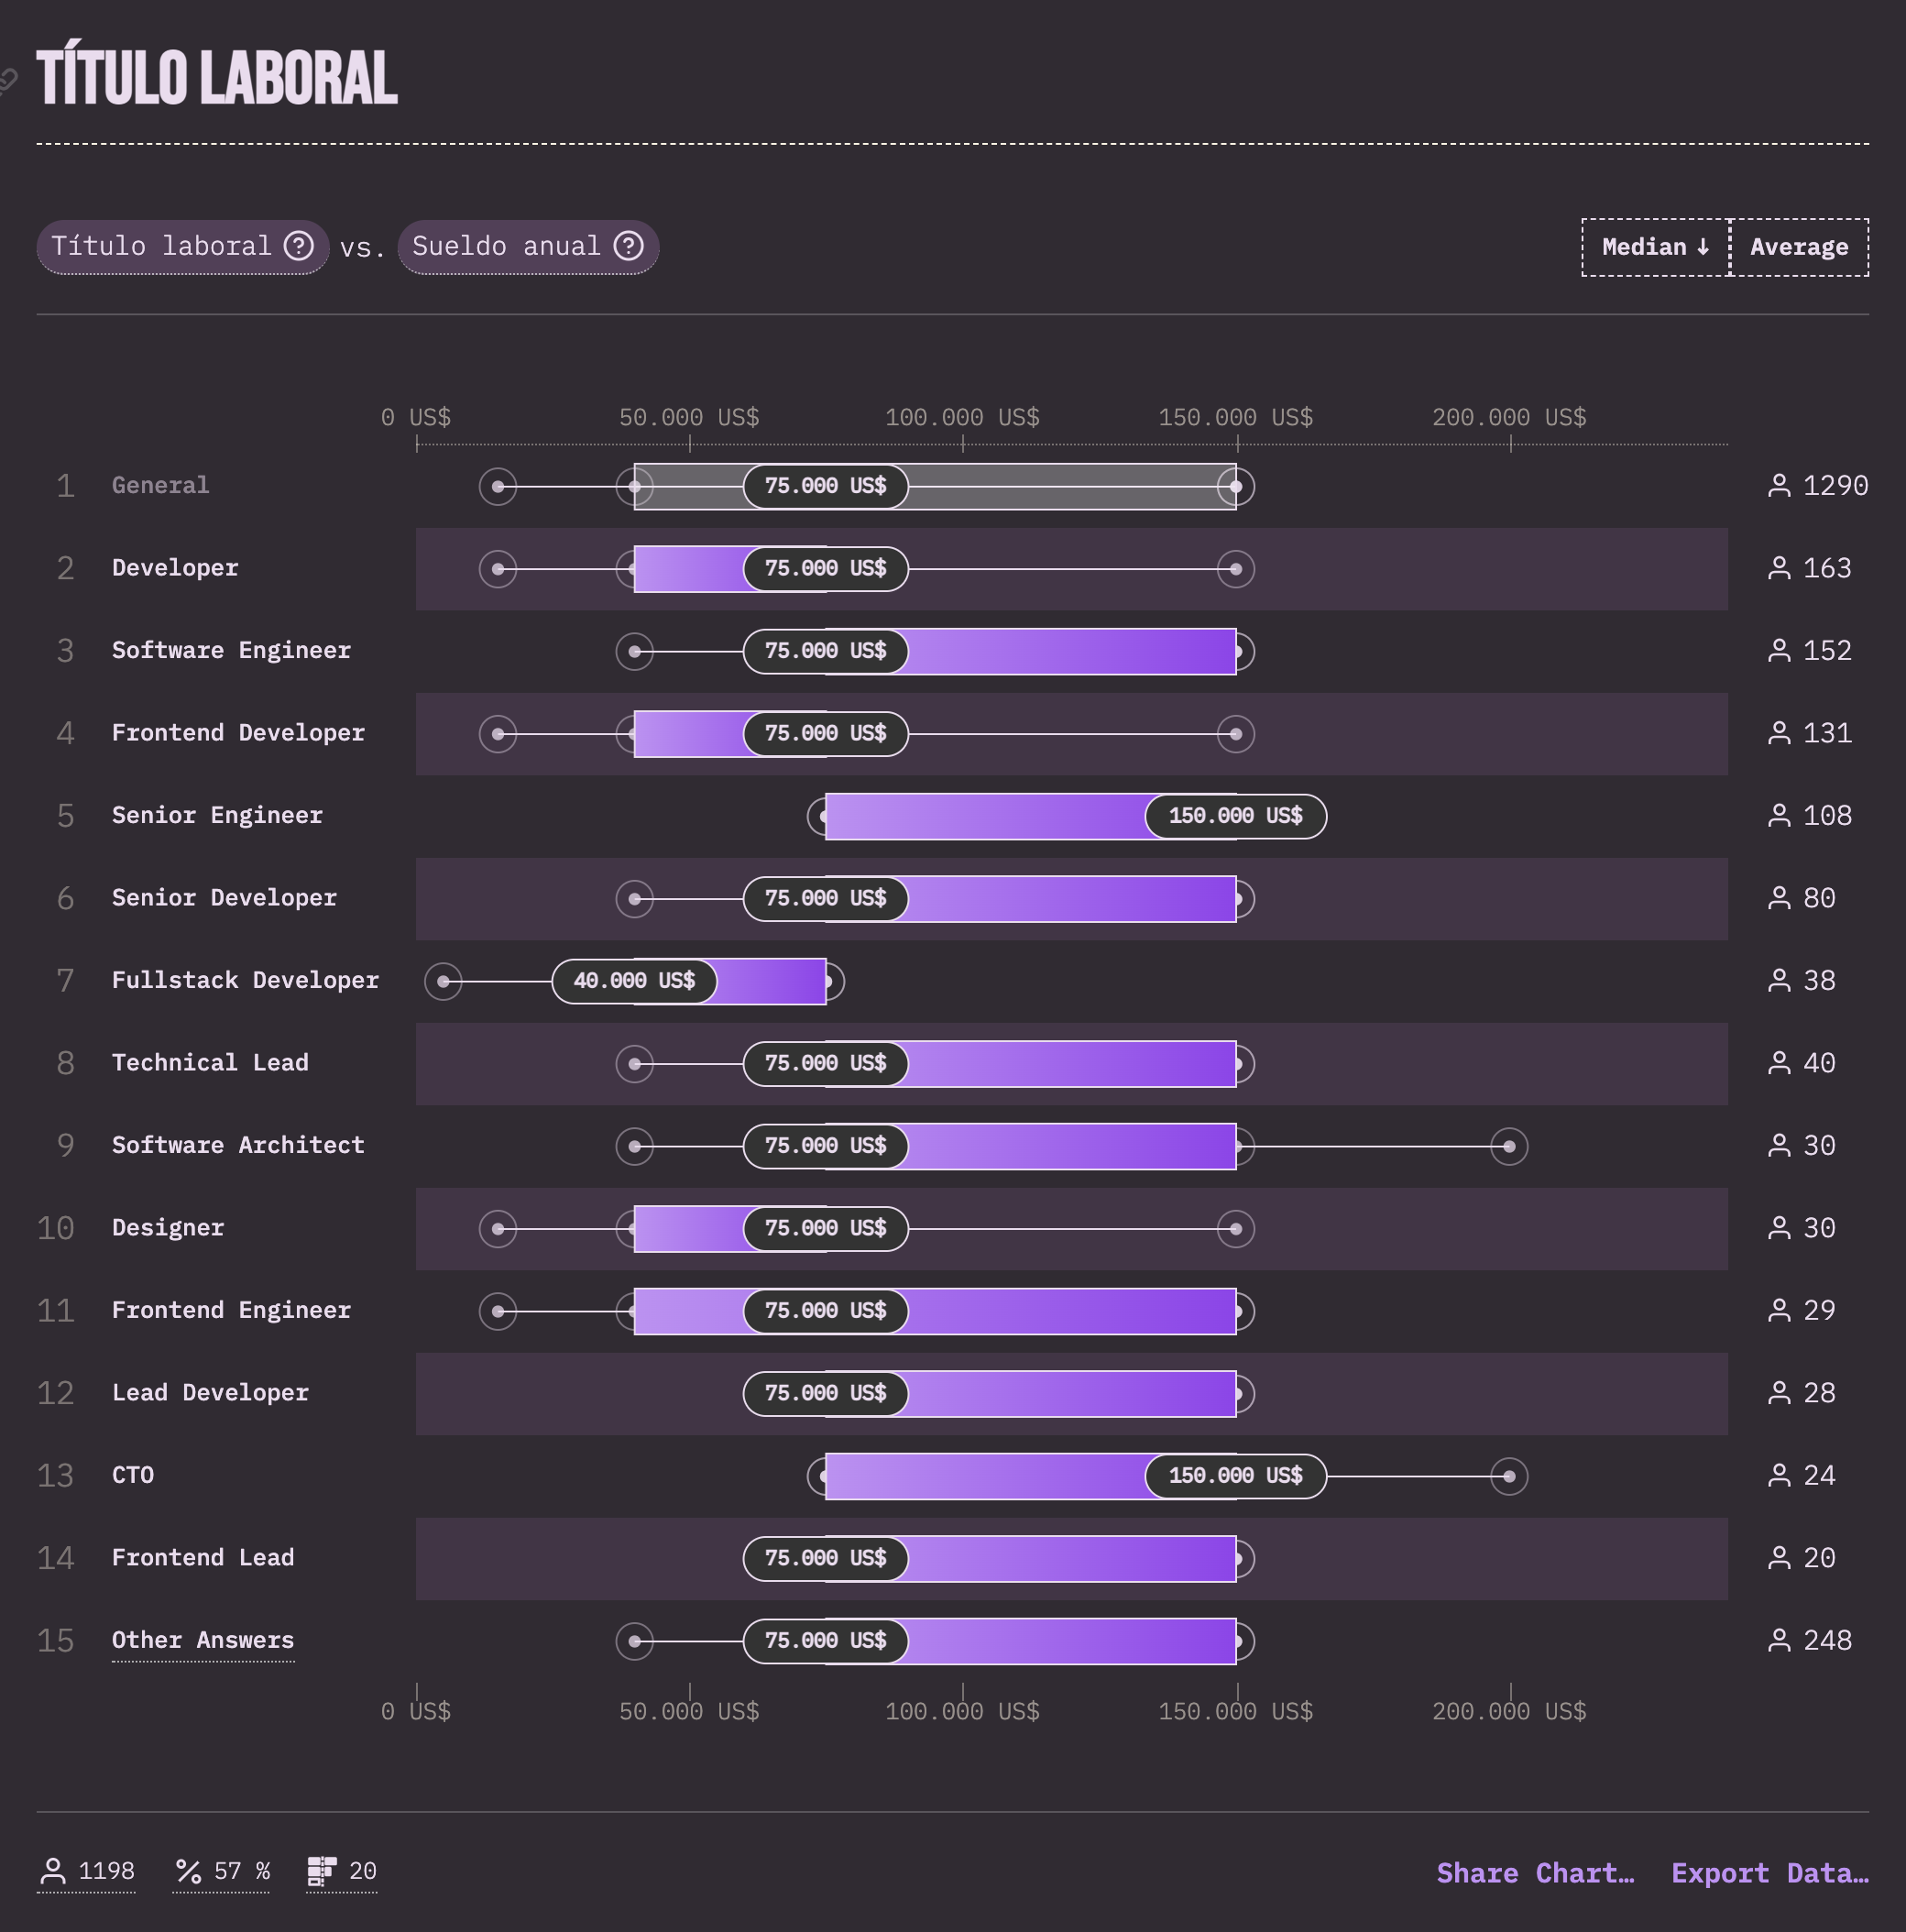 TÍTULO LABORAL
Título laboral ? vs. Sueldo anual ? Median ↓ Average
0 US$ 50.000 US$ 100.000 US$ 150.000 US$ 200.000 US$
1 General 75.000 US$ 1290
2 Developer 75.000 US$ 163
3 Software Engineer 75.000 US$ 152
4 Frontend Developer 75.000 US$ 131
5 Senior Engineer 150.000 US$ 108
6 Senior Developer 75.000 US$ 80
7 Fullstack Developer 40.000 US$ 38
8 Technical Lead 75.000 US$ 40
9 Software Architect 75.000 US$ 30
10 Designer 75.000 US$ 30
11 Frontend Engineer 75.000 US$ 29
12 Lead Developer 75.000 US$ 28
13 CTO 150.000 US$ 24
14 Frontend Lead 75.000 US$ 20
15 Other Answers 75.000 US$ 248
0 US$ 50.000 US$ 100.000 US$ 150.000 US$ 200.000 US$
1198 % 57 % 20 Share Chart… Export Data…